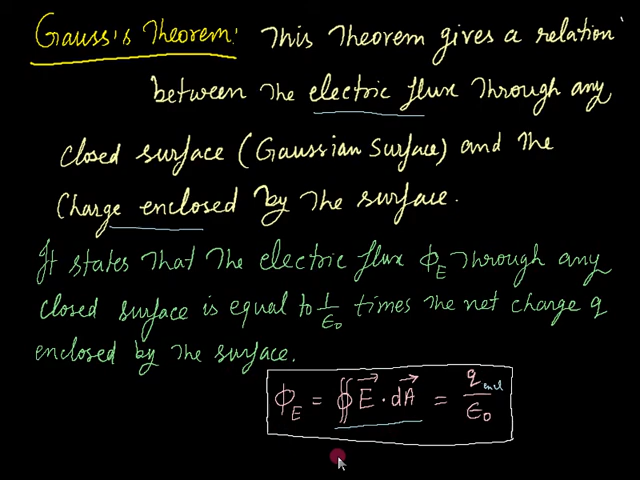 Gauss's Theorem: This Theorem gives a relation
between the electric flux through any
closed surface (Gaussian Surface) and the
charge enclosed by the surface.
It states that the electric flux ϕ_E through any
closed surface is equal to 1/ε₀ times the net charge q
enclosed by the surface.
ϕ_E = ∯ E⃗ · dA⃗ = q_encl/ε₀